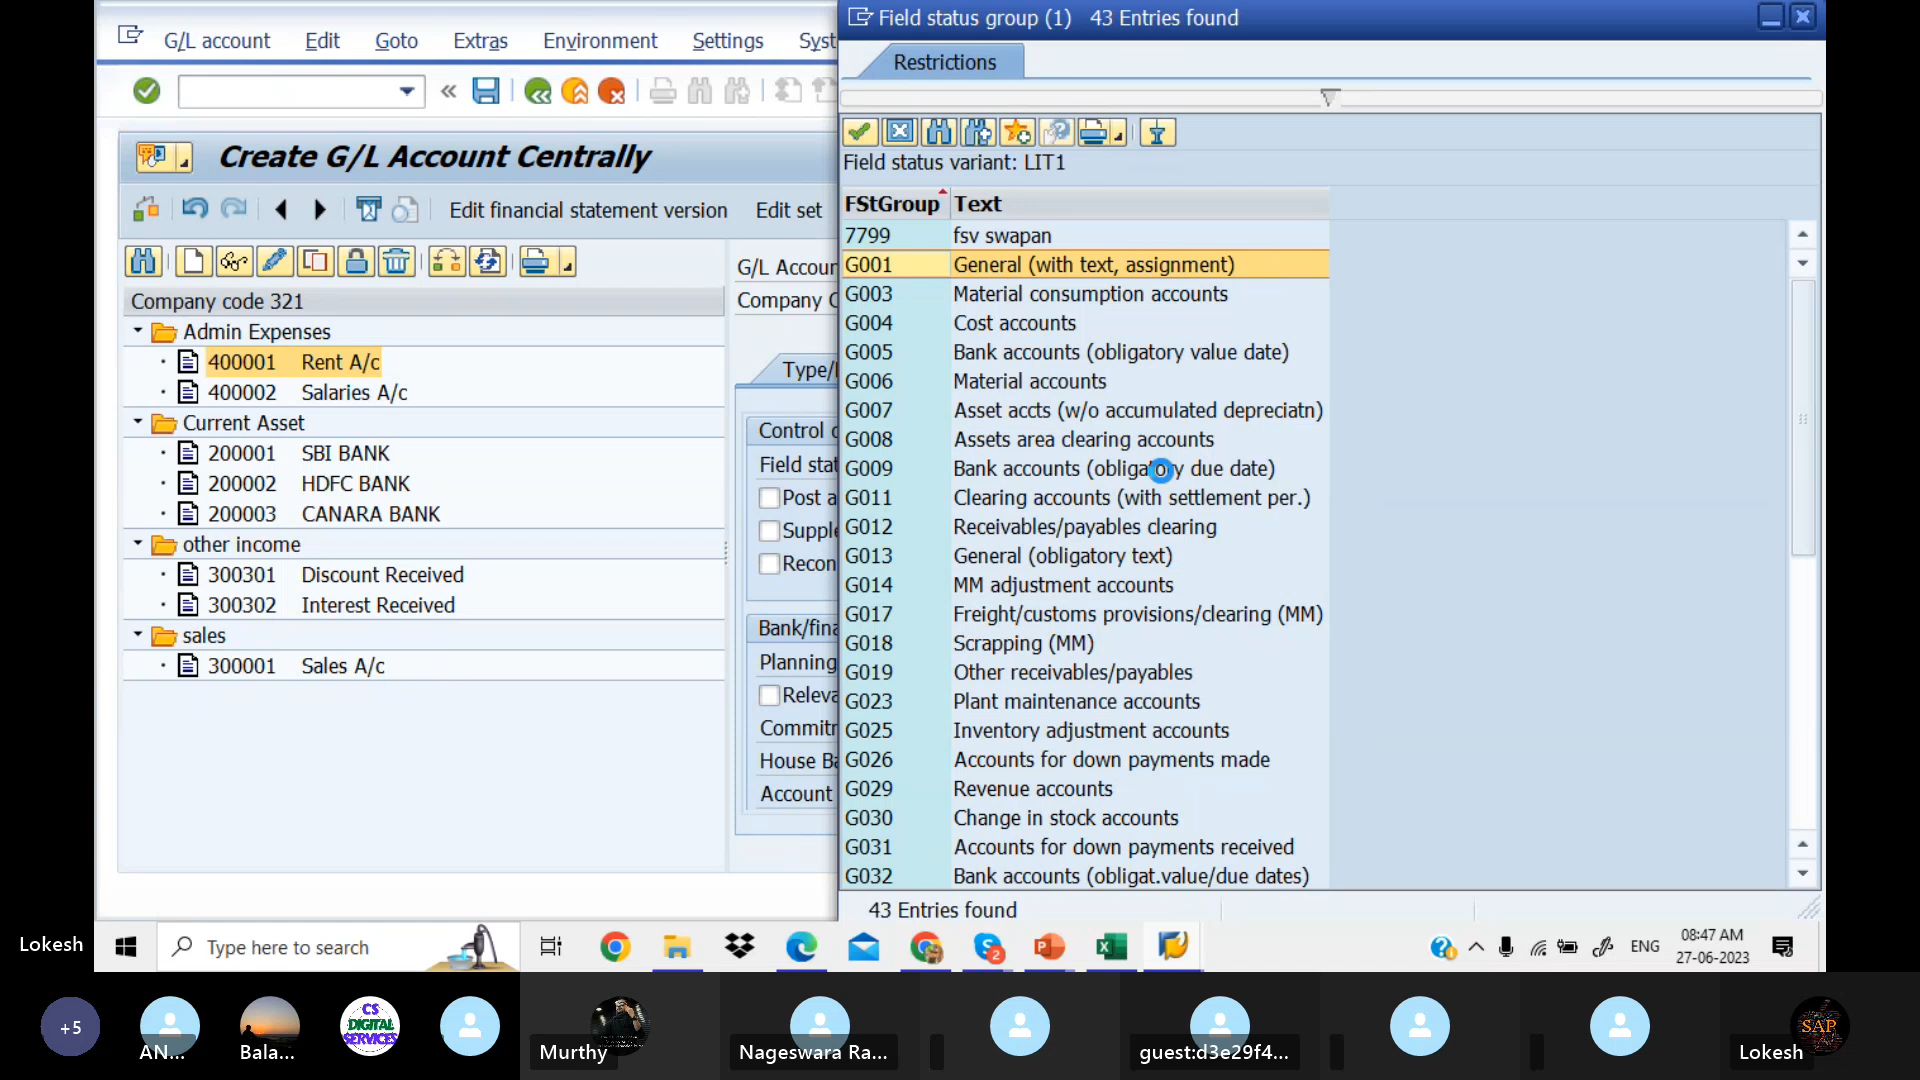 G/L account Edit Goto Extras Environment Settings Syst
Create G/L Account Centrally
Edit financial statement version Edit set
Company code 321
Admin Expenses
400001 Rent A/c
400002 Salaries A/c
Current Asset
200001 SBI BANK
200002 HDFC BANK
200003 CANARA BANK
other income
300301 Discount Received
300302 Interest Received
sales
300001 Sales A/c
G/L Accour
Company C
Type/
Control
Field stat
Post a
Supple
Recon
Bank/fina
Planning
Releva
Commitr
House Ba
Account
Field status group (1) 43 Entries found
Restrictions
Field status variant: LIT1
FStGroup Text
7799 fsv swapan
G001 General (with text, assignment)
G003 Material consumption accounts
G004 Cost accounts
G005 Bank accounts (obligatory value date)
G006 Material accounts
G007 Asset accts (w/o accumulated depreciatn)
G008 Assets area clearing accounts
G009 Bank accounts (obligatory due date)
G011 Clearing accounts (with settlement per.)
G012 Receivables/payables clearing
G013 General (obligatory text)
G014 MM adjustment accounts
G017 Freight/customs provisions/clearing (MM)
G018 Scrapping (MM)
G019 Other receivables/payables
G023 Plant maintenance accounts
G025 Inventory adjustment accounts
G026 Accounts for down payments made
G029 Revenue accounts
G030 Change in stock accounts
G031 Accounts for down payments received
G032 Bank accounts (obligat.value/due dates)
43 Entries found
Lokesh
Type here to search
2
ENG
08:47 AM
27-06-2023
+5
AN...
Bala...
CS
DIGITAL
SERVICES
Murthy
Nageswara Ra...
guest:d3e29f4...
SAP
Lokesh